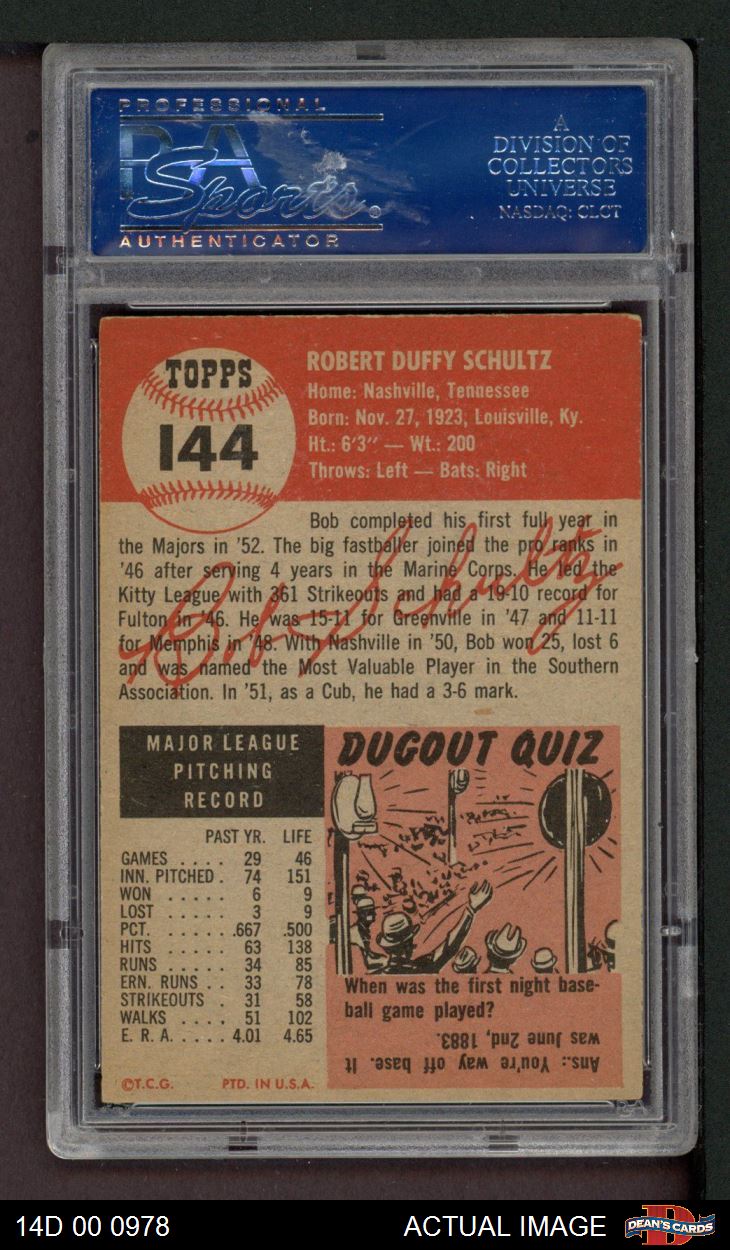 PROFESSIONAL
PSA
Sports®
AUTHENTICATOR
A
DIVISION OF
COLLECTORS
UNIVERSE
NASDAQ: CLCT
TOPPS
144
ROBERT DUFFY SCHULTZ
Home: Nashville, Tennessee
Born: Nov. 27, 1923, Louisville, Ky.
Ht.: 6'3" — Wt.: 200
Throws: Left — Bats: Right
Bob completed his first full year in
the Majors in '52. The big fastballer joined the pro ranks in
'46 after serving 4 years in the Marine Corps. He led the
Kitty League with 361 Strikeouts and had a 19-10 record for
Fulton in '46. He was 15-11 for Greenville in '47 and 11-11
for Memphis in '48. With Nashville in '50, Bob won 25, lost 6
and was named the Most Valuable Player in the Southern
Association. In '51, as a Cub, he had a 3-6 mark.
Bob Schultz
MAJOR LEAGUE
PITCHING
RECORD
PAST YR. LIFE
GAMES .... 29 46
INN. PITCHED . 74 151
WON ..... 6 9
LOST ..... 3 9
PCT. ...... .667 .500
HITS ..... 63 138
RUNS ..... 34 85
ERN. RUNS .. 33 78
STRIKEOUTS . 31 58
WALKS .... 51 102
E. R. A. .... 4.01 4.65
©T.C.G. PTD. IN U.S.A.
DUGOUT QUIZ
When was the first night base-
ball game played?
Ans.: You're way off base. It
was June 2nd, 1883.
14D 00 0978
ACTUAL IMAGE
D
DEAN'S CARDS